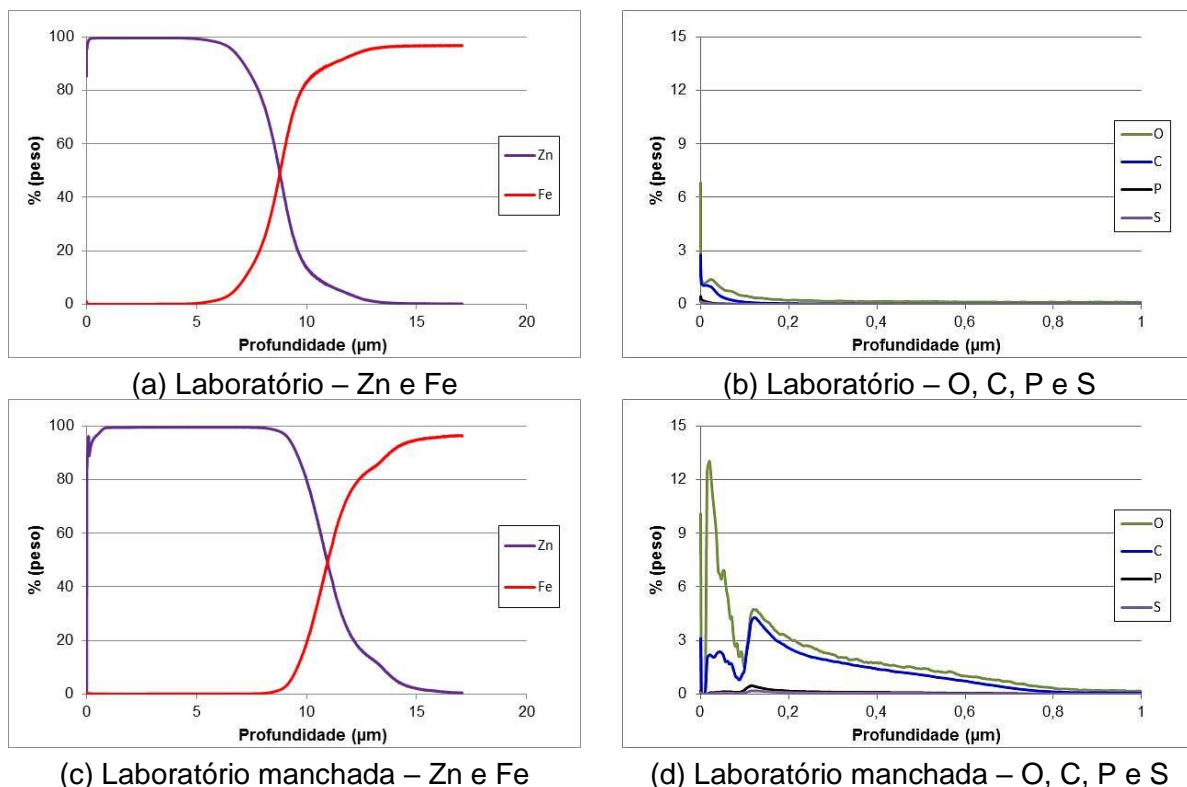 % (peso)
100
80
60
40
20
0
0 5 10 15 20
Profundidade (µm)
Zn
Fe
(a) Laboratório – Zn e Fe
% (peso)
15
12
9
6
3
0
0 0,2 0,4 0,6 0,8 1
Profundidade (µm)
O
C
P
S
(b) Laboratório – O, C, P e S
% (peso)
100
80
60
40
20
0
0 5 10 15 20
Profundidade (µm)
Zn
Fe
(c) Laboratório manchada – Zn e Fe
% (peso)
15
12
9
6
3
0
0 0,2 0,4 0,6 0,8 1
Profundidade (µm)
O
C
P
S
(d) Laboratório manchada – O, C, P e S